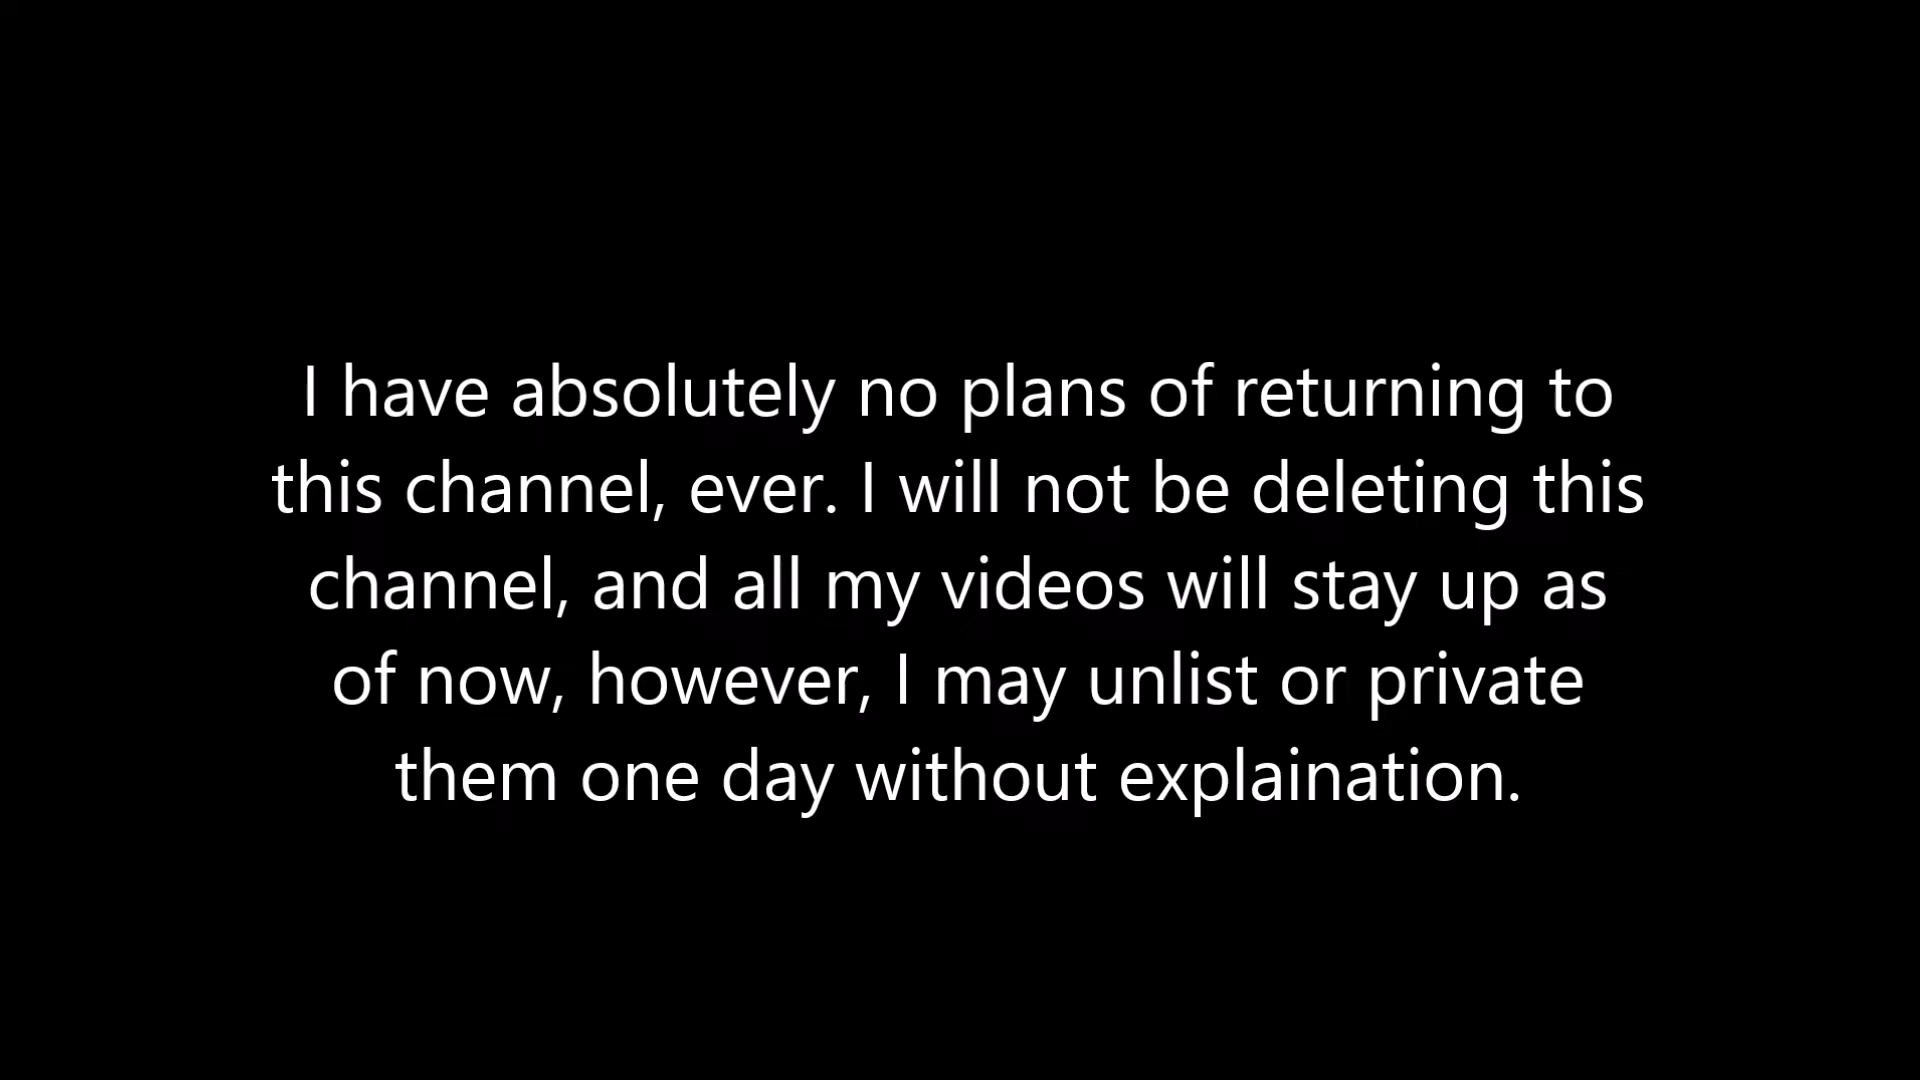 I have absolutely no plans of returning to
this channel, ever. I will not be deleting this
channel, and all my videos will stay up as
of now, however, I may unlist or private
them one day without explaination.